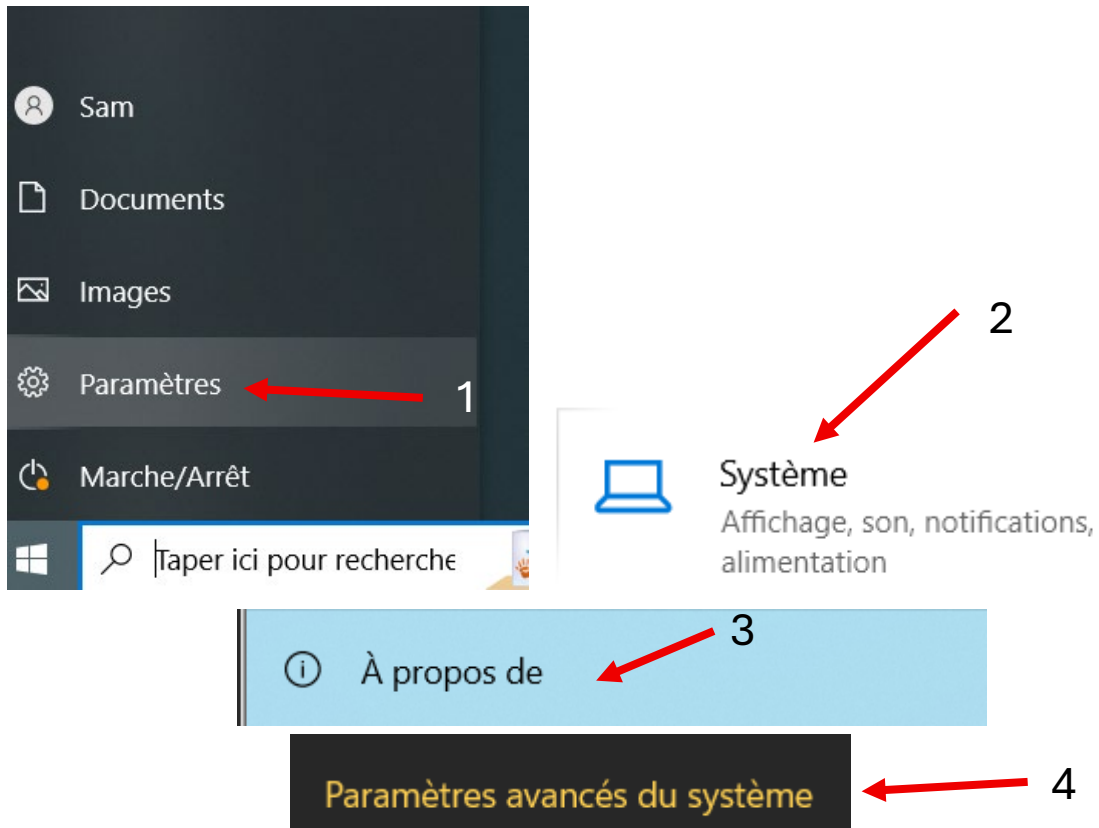 Sam
Documents
Images
Paramètres
1
Marche/Arrêt
Taper ici pour recherche
2
Système
Affichage, son, notifications,
alimentation
3
À propos de
Paramètres avancés du système
4